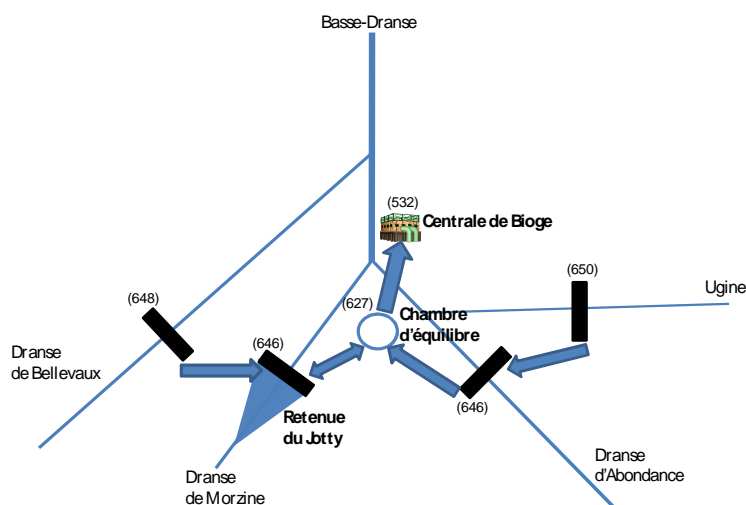 Basse-Dranse
(532)
Centrale de Bioge
(650)
Ugine
(648)
(627)
Chambre
d'équilibre
Dranse
de Bellevaux
(646)
(646)
Retenue
du Jotty
Dranse
d'Abondance
Dranse
de Morzine